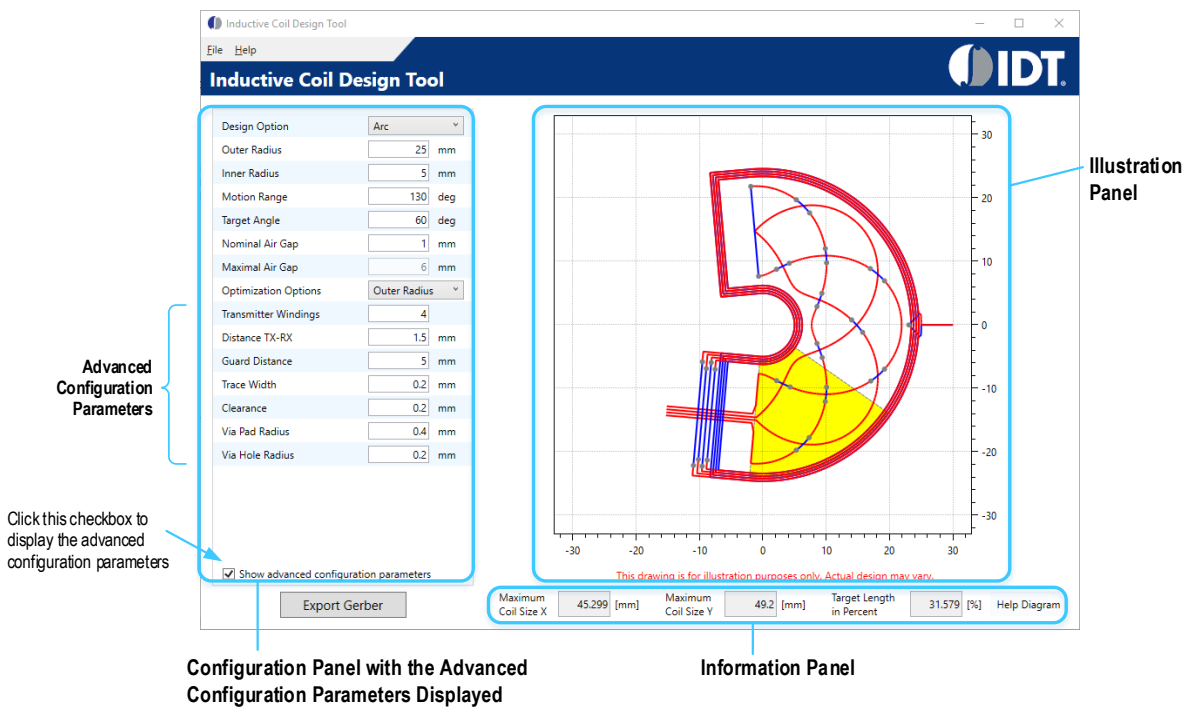 Inductive Coil Design Tool
File Help
Inductive Coil Design Tool
IDT.
Design Option Arc
Outer Radius 25 mm
Inner Radius 5 mm
Motion Range 130 deg
Target Angle 60 deg
Nominal Air Gap 1 mm
Maximal Air Gap 6 mm
Optimization Options Outer Radius
Transmitter Windings 4
Distance TX-RX 1.5 mm
Guard Distance 5 mm
Trace Width 0.2 mm
Clearance 0.2 mm
Via Pad Radius 0.4 mm
Via Hole Radius 0.2 mm
Advanced
Configuration
Parameters
Click this checkbox to
display the advanced
configuration parameters
Show advanced configuration parameters
Export Gerber
30
20
10
0
-10
-20
-30
-30 -20 -10 0 10 20 30
This drawing is for illustration purposes only. Actual design may vary.
Illustration
Panel
Maximum
Coil Size X 45.299 [mm]
Maximum
Coil Size Y 49.2 [mm]
Target Length
in Percent 31.579 [%]
Help Diagram
Configuration Panel with the Advanced
Configuration Parameters Displayed
Information Panel